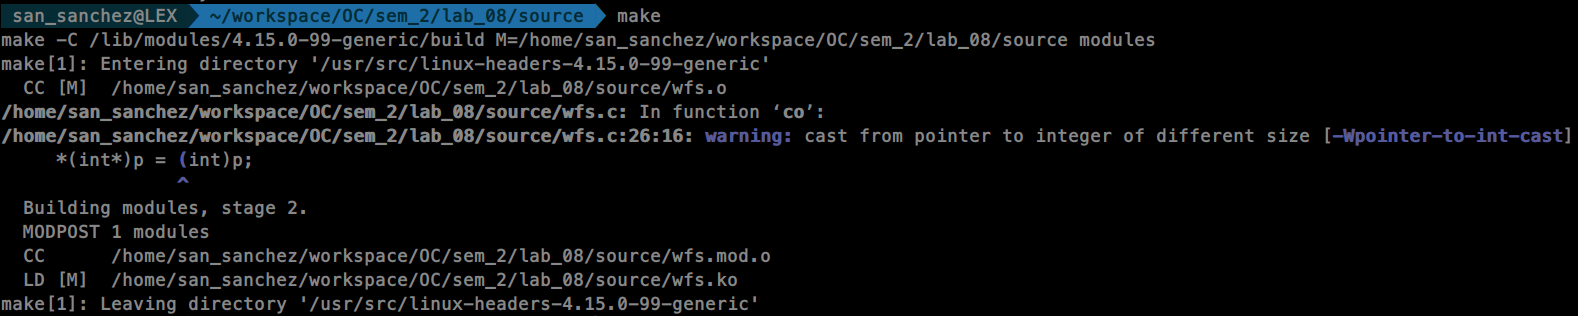 san_sanchez@LEX ~/workspace/OC/sem_2/lab_08/source make
make -C /lib/modules/4.15.0-99-generic/build M=/home/san_sanchez/workspace/OC/sem_2/lab_08/source modules
make[1]: Entering directory '/usr/src/linux-headers-4.15.0-99-generic'
  CC [M]  /home/san_sanchez/workspace/OC/sem_2/lab_08/source/wfs.o
/home/san_sanchez/workspace/OC/sem_2/lab_08/source/wfs.c: In function ‘co’:
/home/san_sanchez/workspace/OC/sem_2/lab_08/source/wfs.c:26:16: warning: cast from pointer to integer of different size [-Wpointer-to-int-cast]
     *(int*)p = (int)p;
                ^
  Building modules, stage 2.
  MODPOST 1 modules
  CC      /home/san_sanchez/workspace/OC/sem_2/lab_08/source/wfs.mod.o
  LD [M]  /home/san_sanchez/workspace/OC/sem_2/lab_08/source/wfs.ko
make[1]: Leaving directory '/usr/src/linux-headers-4.15.0-99-generic'